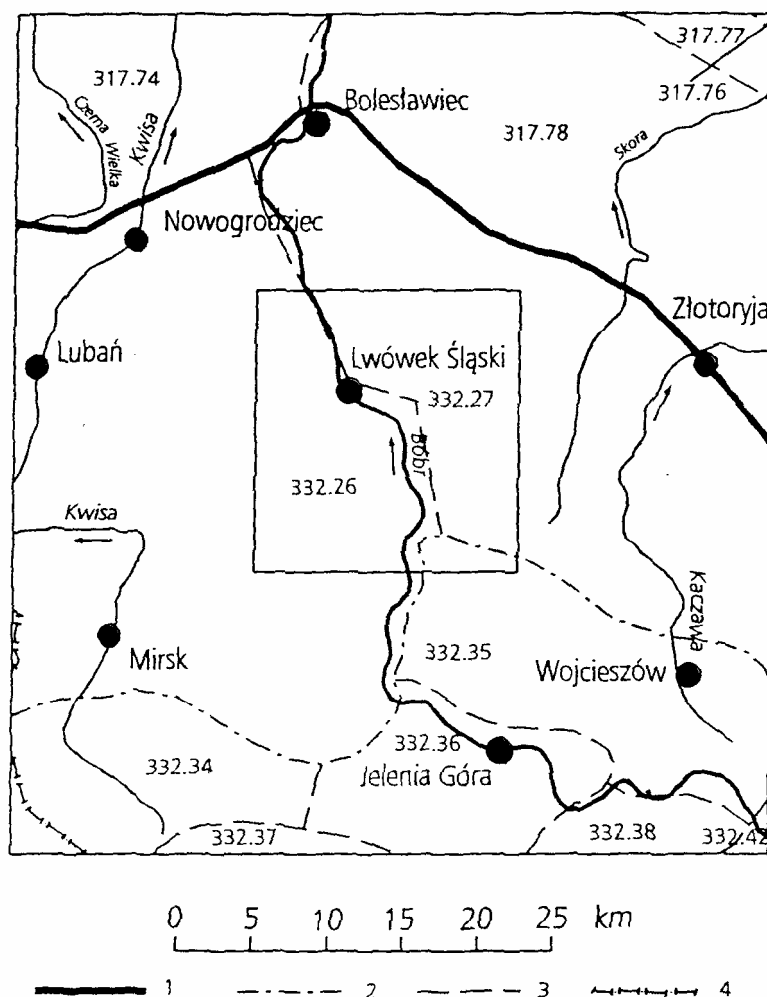 317.77
317.74
317.76
Bolesławiec
Czerna
Wielka
Kwisa
317.78
Skora
Nowogrodziec
Złotoryja
Lubań
Lwówek Śląski
332.27
Bóbr
332.26
Kwisa
Kaczawa
Mirsk
332.35
Wojcieszów
332.36
332.34
Jelenia Góra
332.37
332.38
332.42
0 5 10 15 20 25 km
1 2 3 4